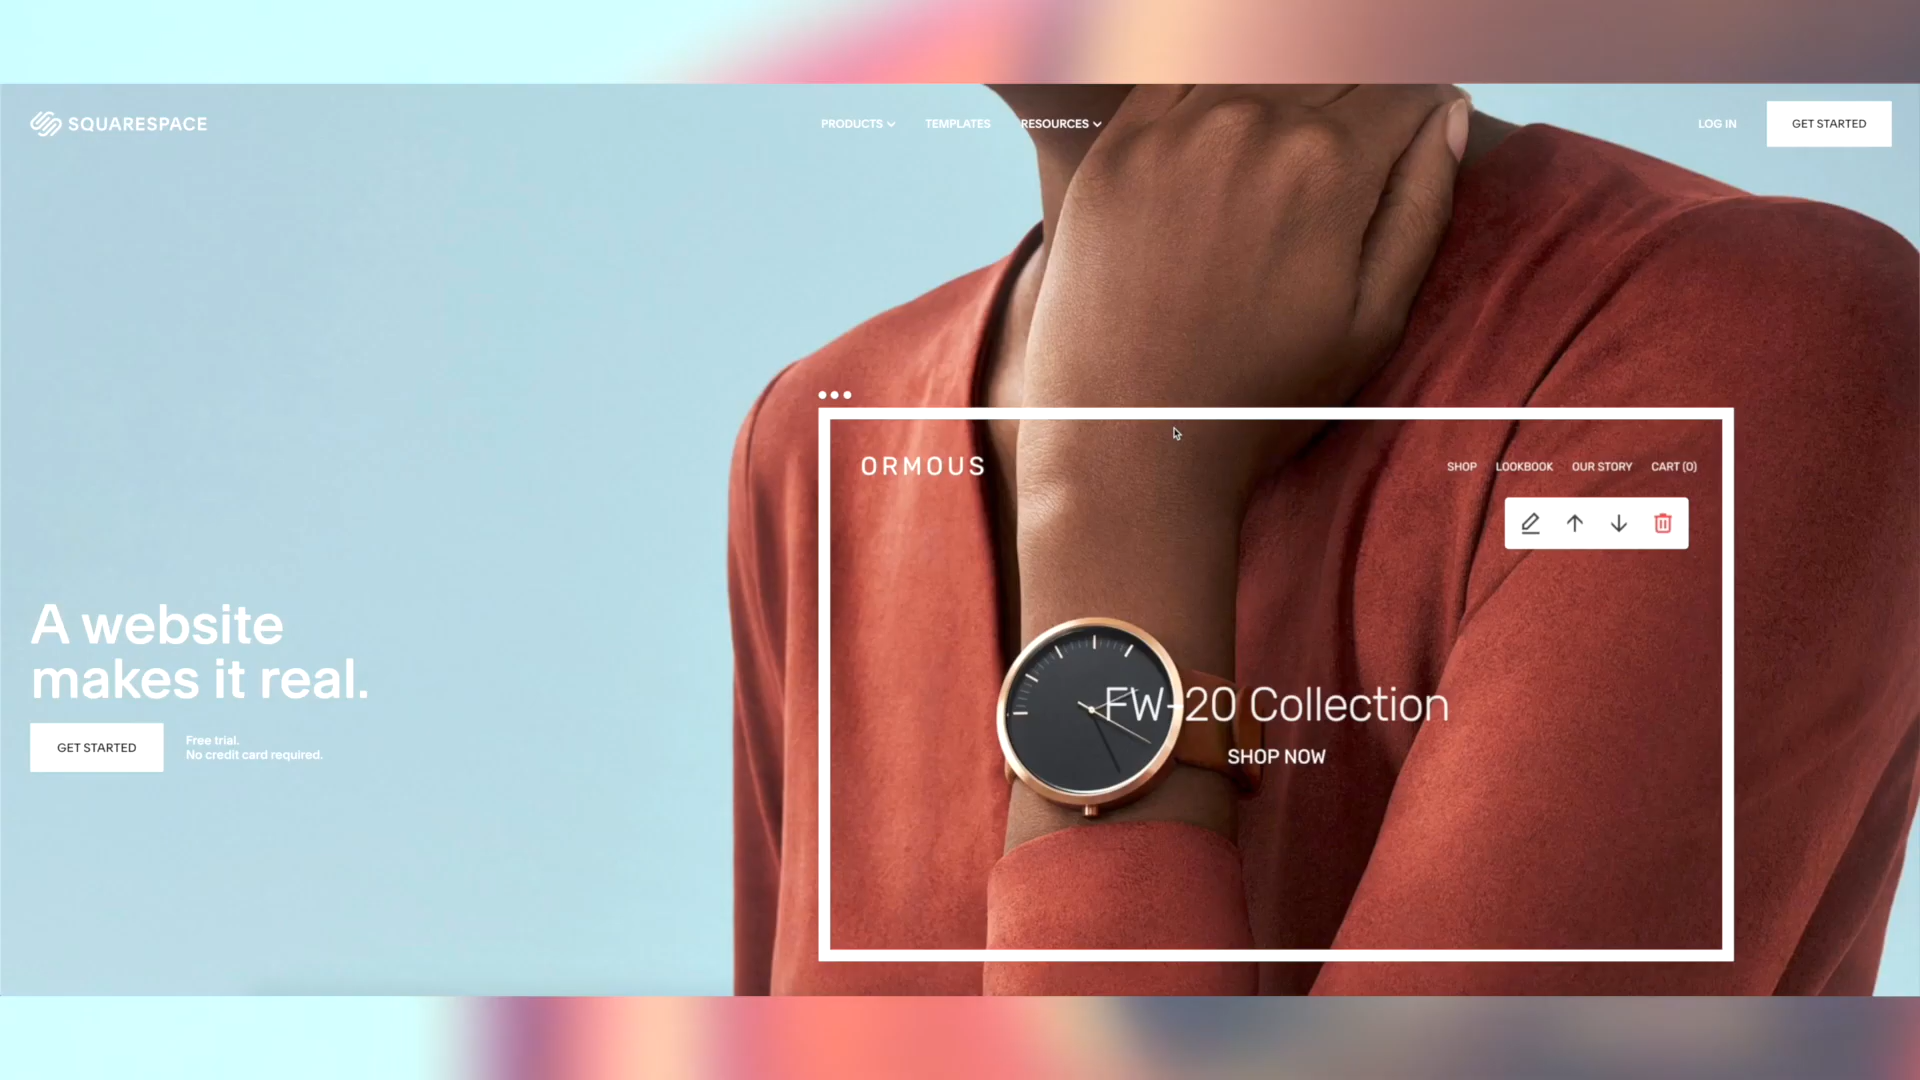 SQUARESPACE
PRODUCTS
TEMPLATES
RESOURCES
LOG IN
GET STARTED
ORMOUS
SHOP
LOOKBOOK
OUR STORY
CART (0)
A website
makes it real.
GET STARTED
Free trial.
No credit card required.
FW-20 Collection
SHOP NOW